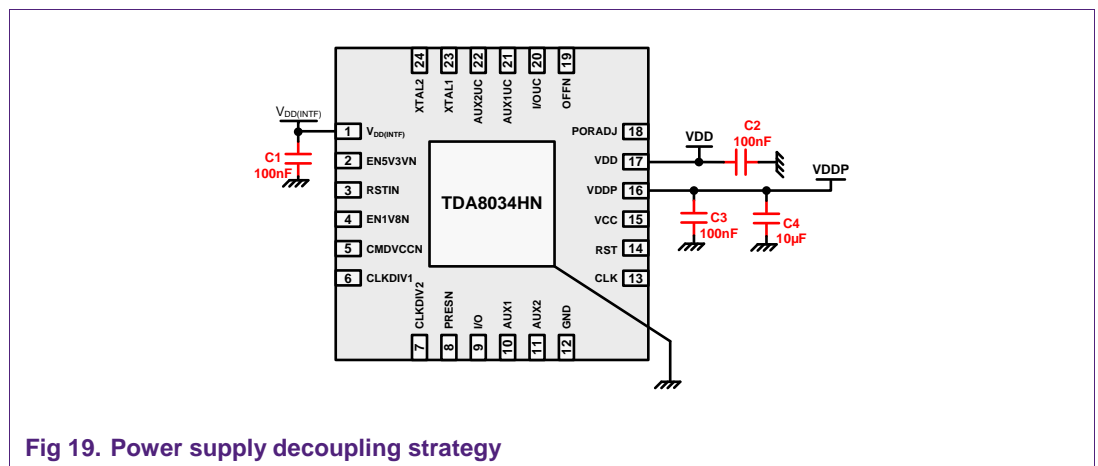 24 XTAL2
23 XTAL1
22 AUX2UC
21 AUX1UC
20 I/OUC
19 OFFN
VDD(INTF)
C1
100nF
1 VDD(INTF)
2 EN5V3VN
3 RSTIN
4 EN1V8N
5 CMDVCCN
6 CLKDIV1
TDA8034HN
PORADJ 18
VDD 17
VDDP 16
VCC 15
RST 14
CLK 13
VDD
C2
100nF
VDDP
C3
100nF
C4
10µF
CLKDIV2 7
PRESN 8
I/O 9
AUX1 10
AUX2 11
GND 12
Fig 19. Power supply decoupling strategy